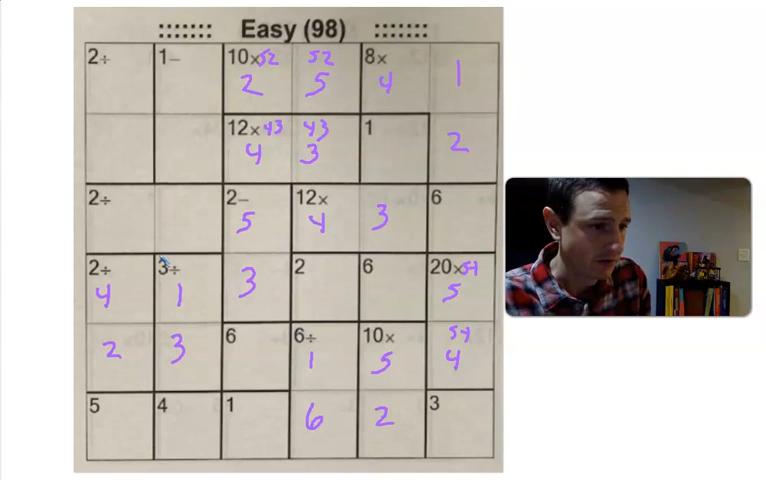 Easy (98)
2÷ 1− 10× 52 52 8×
2 5 4 1
12× 43 43 1
4 3 2
2÷ 2− 12× 6
5 4 3
2÷ 3÷ 3 2 6 20× 54
4 1 5
6 6÷ 10× 54
2 3 1 5 4
5 4 1 6 2 3